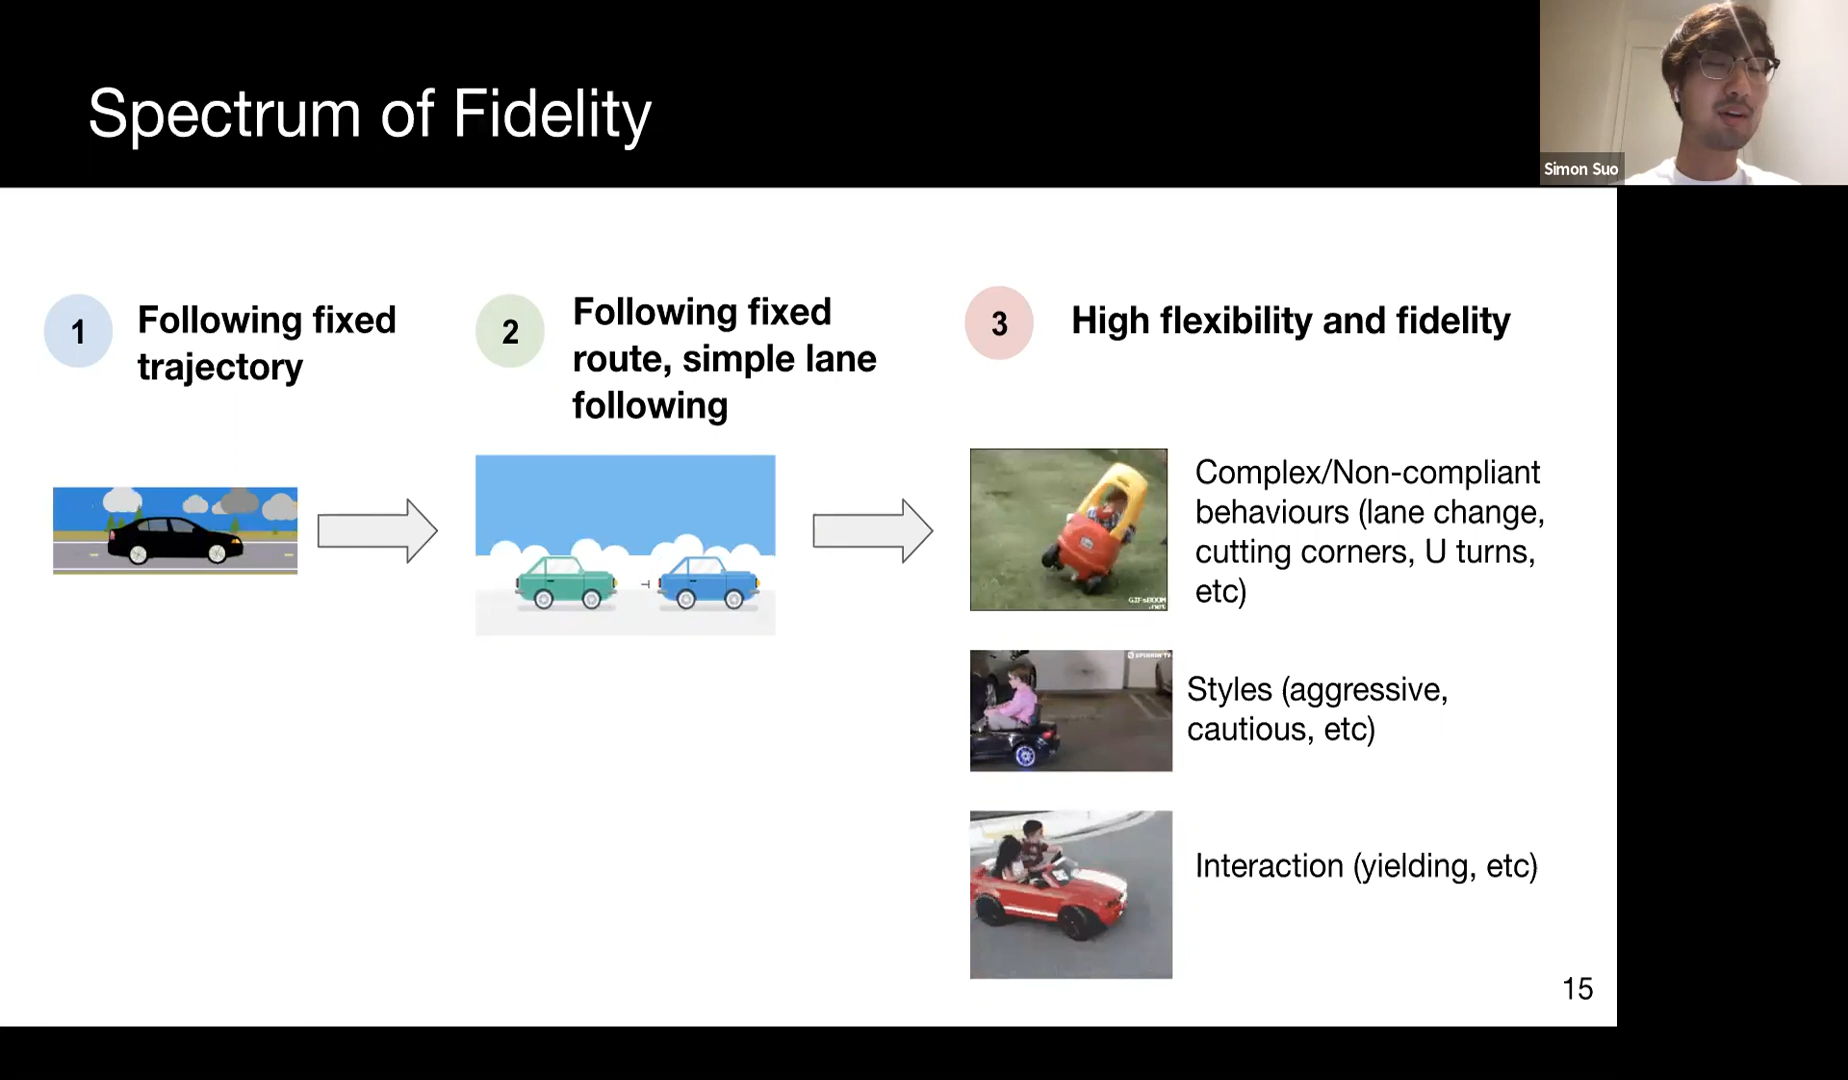 Spectrum of Fidelity
Simon Suo
1
Following fixed
trajectory
2
Following fixed
route, simple lane
following
3
High flexibility and fidelity
Complex/Non-compliant
behaviours (lane change,
cutting corners, U turns,
etc)
GIFsBOOM
.net
Styles (aggressive,
cautious, etc)
Interaction (yielding, etc)
15